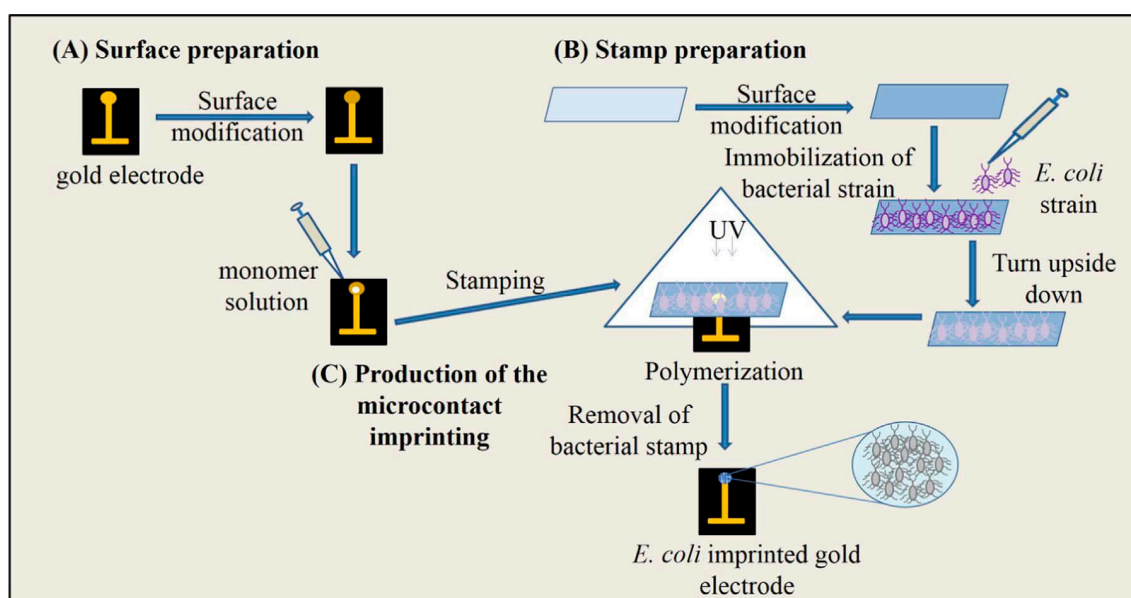 (A) Surface preparation
Surface
modification
gold electrode
monomer
solution
Stamping
(B) Stamp preparation
Surface
modification
Immobilization of
bacterial strain
E. coli
strain
Turn upside
down
UV
Polymerization
(C) Production of the
microcontact
imprinting
Removal of
bacterial stamp
E. coli imprinted gold
electrode